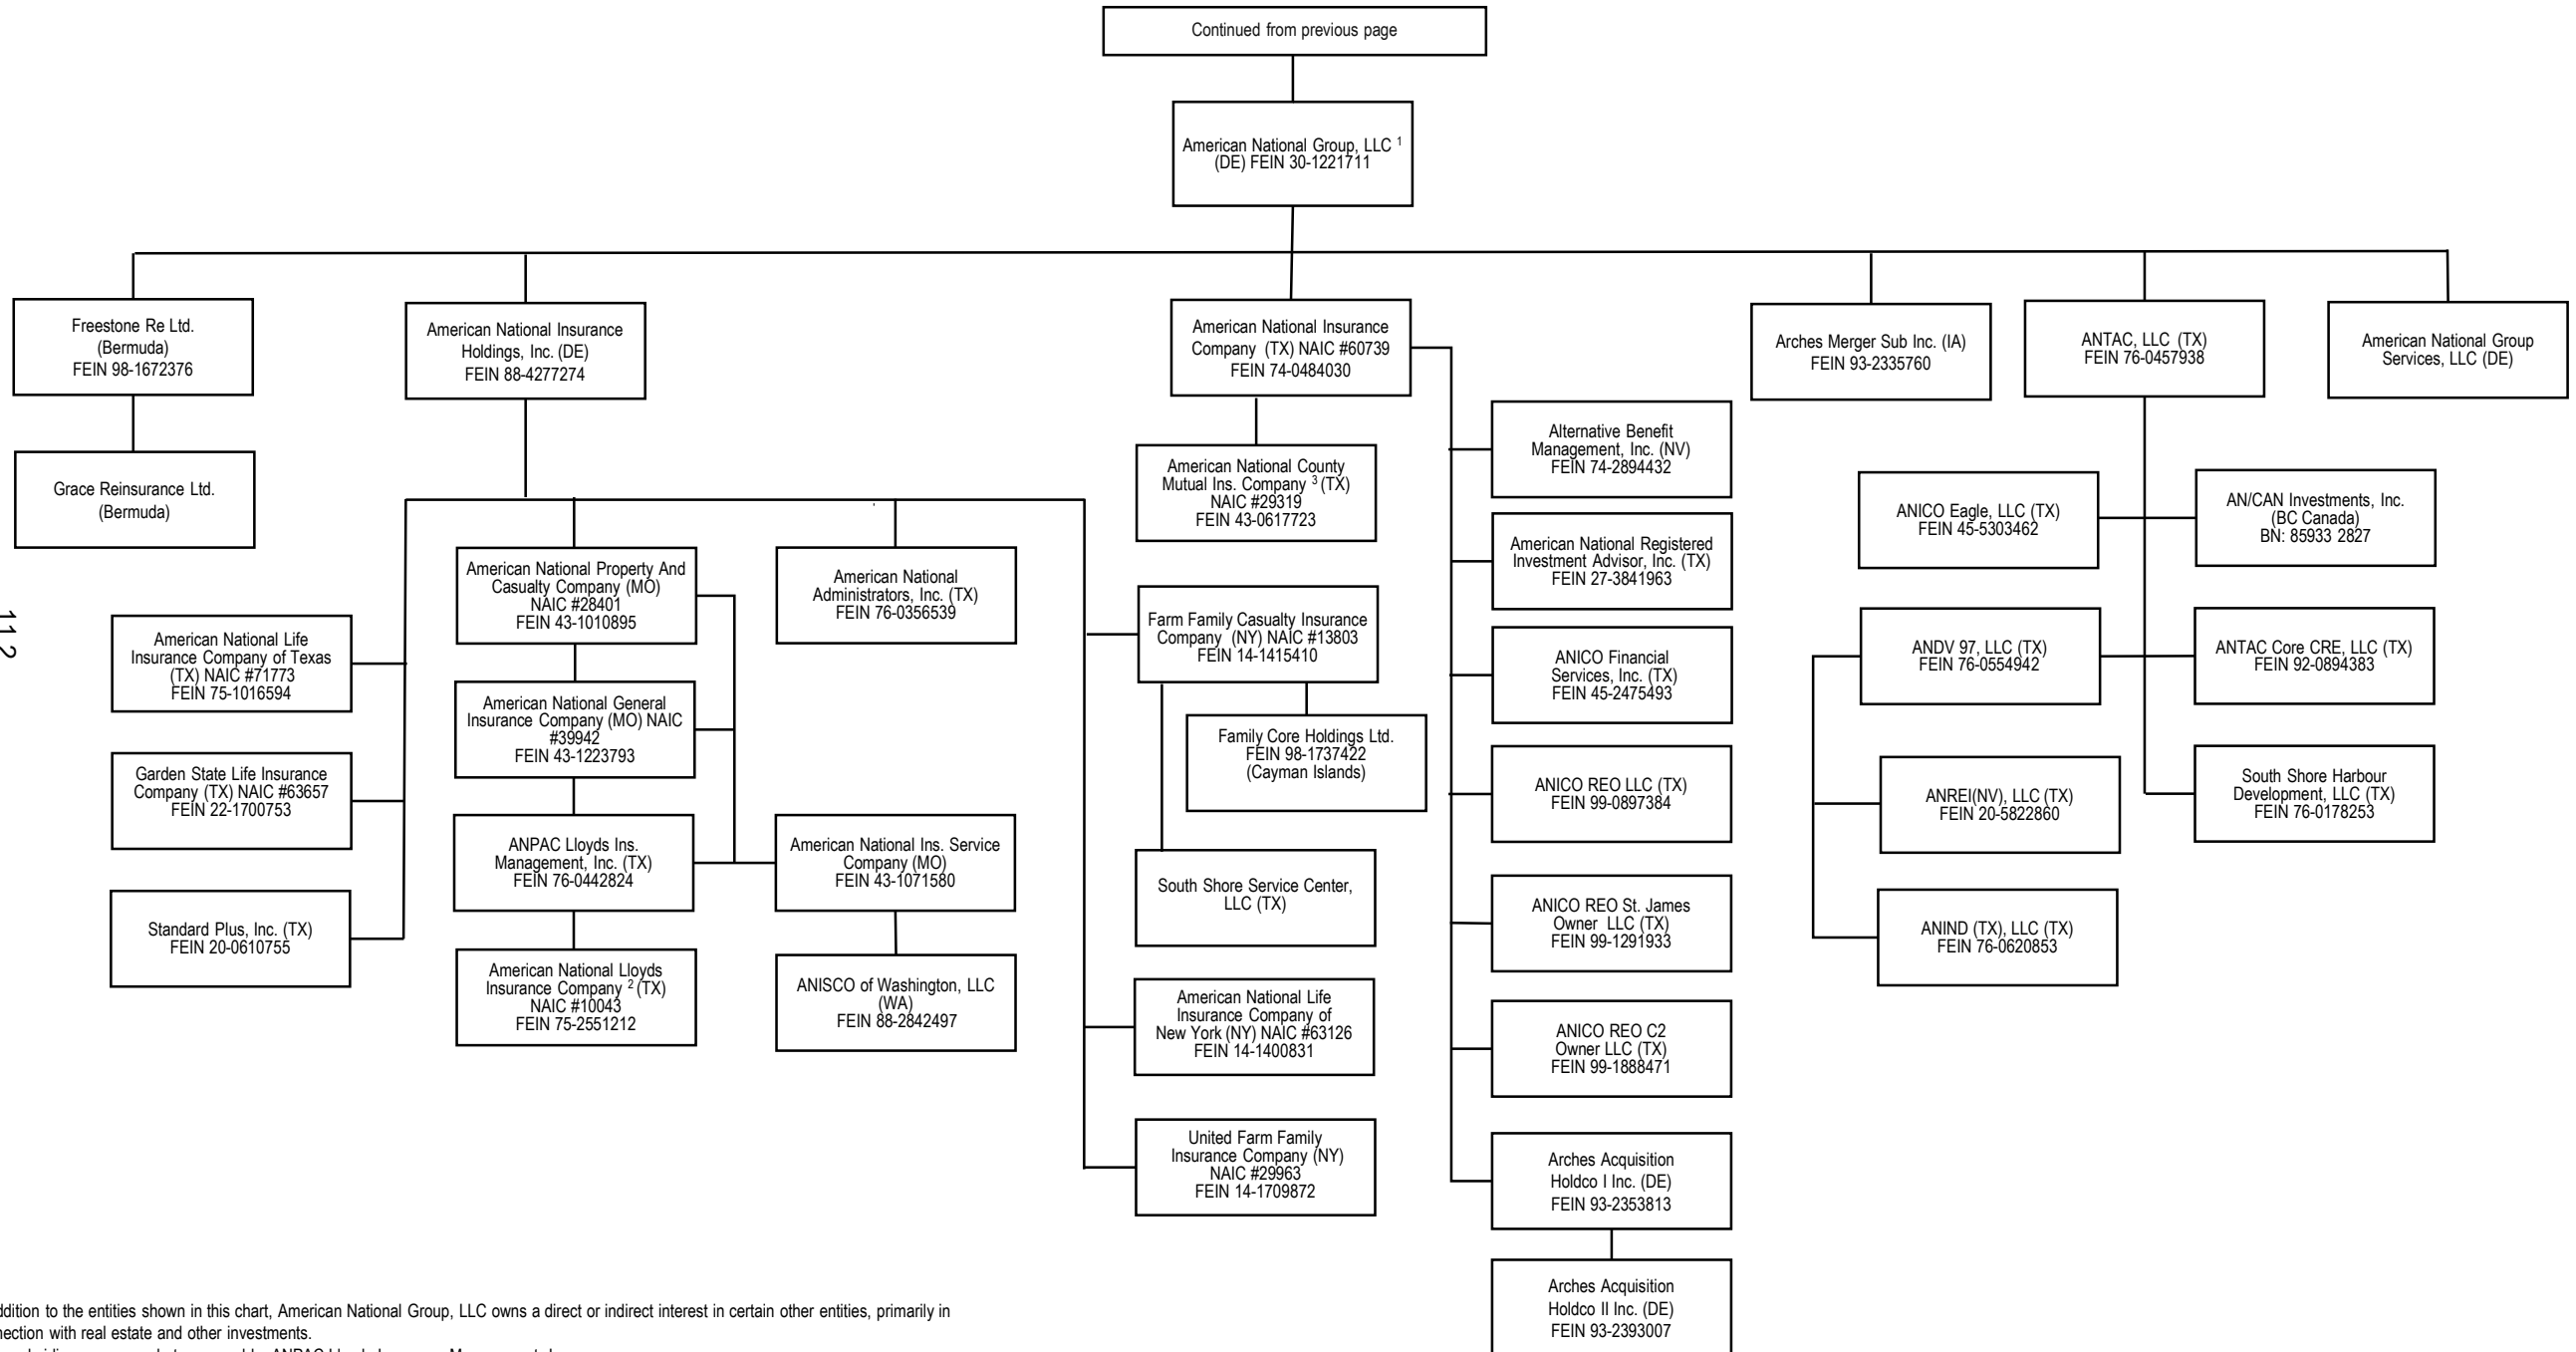 Continued from previous page
American National Group, LLC 1
(DE) FEIN 30-1221711
Freestone Re Ltd.
(Bermuda)
FEIN 98-1672376
American National Insurance
Holdings, Inc. (DE)
FEIN 88-4277274
American National Insurance
Company (TX) NAIC #60739
FEIN 74-0484030
Arches Merger Sub Inc. (IA)
FEIN 93-2335760
ANTAC, LLC (TX)
FEIN 76-0457938
American National Group
Services, LLC (DE)
Grace Reinsurance Ltd.
(Bermuda)
American National County
Mutual Ins. Company 3 (TX)
NAIC #29319
FEIN 43-0617723
Alternative Benefit
Management, Inc. (NV)
FEIN 74-2894432
ANICO Eagle, LLC (TX)
FEIN 45-5303462
AN/CAN Investments, Inc.
(BC Canada)
BN: 85933 2827
American National Property And
Casualty Company (MO)
NAIC #28401
FEIN 43-1010895
American National
Administrators, Inc. (TX)
FEIN 76-0356539
American National Registered
Investment Advisor, Inc. (TX)
FEIN 27-3841963
11.2
American National Life
Insurance Company of Texas
(TX) NAIC #71773
FEIN 75-1016594
Farm Family Casualty Insurance
Company (NY) NAIC #13803
FEIN 14-1415410
ANICO Financial
Services, Inc. (TX)
FEIN 45-2475493
ANDV 97, LLC (TX)
FEIN 76-0554942
ANTAC Core CRE, LLC (TX)
FEIN 92-0894383
American National General
Insurance Company (MO) NAIC
#39942
FEIN 43-1223793
Family Core Holdings Ltd.
FEIN 98-1737422
(Cayman Islands)
Garden State Life Insurance
Company (TX) NAIC #63657
FEIN 22-1700753
ANICO REO LLC (TX)
FEIN 99-0897384
ANREI(NV), LLC (TX)
FEIN 20-5822860
South Shore Harbour
Development, LLC (TX)
FEIN 76-0178253
ANPAC Lloyds Ins.
Management, Inc. (TX)
FEIN 76-0442824
American National Ins. Service
Company (MO)
FEIN 43-1071580
South Shore Service Center,
LLC (TX)
ANICO REO St. James
Owner LLC (TX)
FEIN 99-1291933
Standard Plus, Inc. (TX)
FEIN 20-0610755
ANIND (TX), LLC (TX)
FEIN 76-0620853
American National Lloyds
Insurance Company 2 (TX)
NAIC #10043
FEIN 75-2551212
ANISCO of Washington, LLC
(WA)
FEIN 88-2842497
American National Life
Insurance Company of
New York (NY) NAIC #63126
FEIN 14-1400831
ANICO REO C2
Owner LLC (TX)
FEIN 99-1888471
United Farm Family
Insurance Company (NY)
NAIC #29963
FEIN 14-1709872
Arches Acquisition
Holdco I Inc. (DE)
FEIN 93-2353813
Arches Acquisition
Holdco II Inc. (DE)
FEIN 93-2393007
to the entities shown in this chart, American National Group, LLC owns a direct or indirect interest in certain other entities, primarily in
with real estate and other investments.